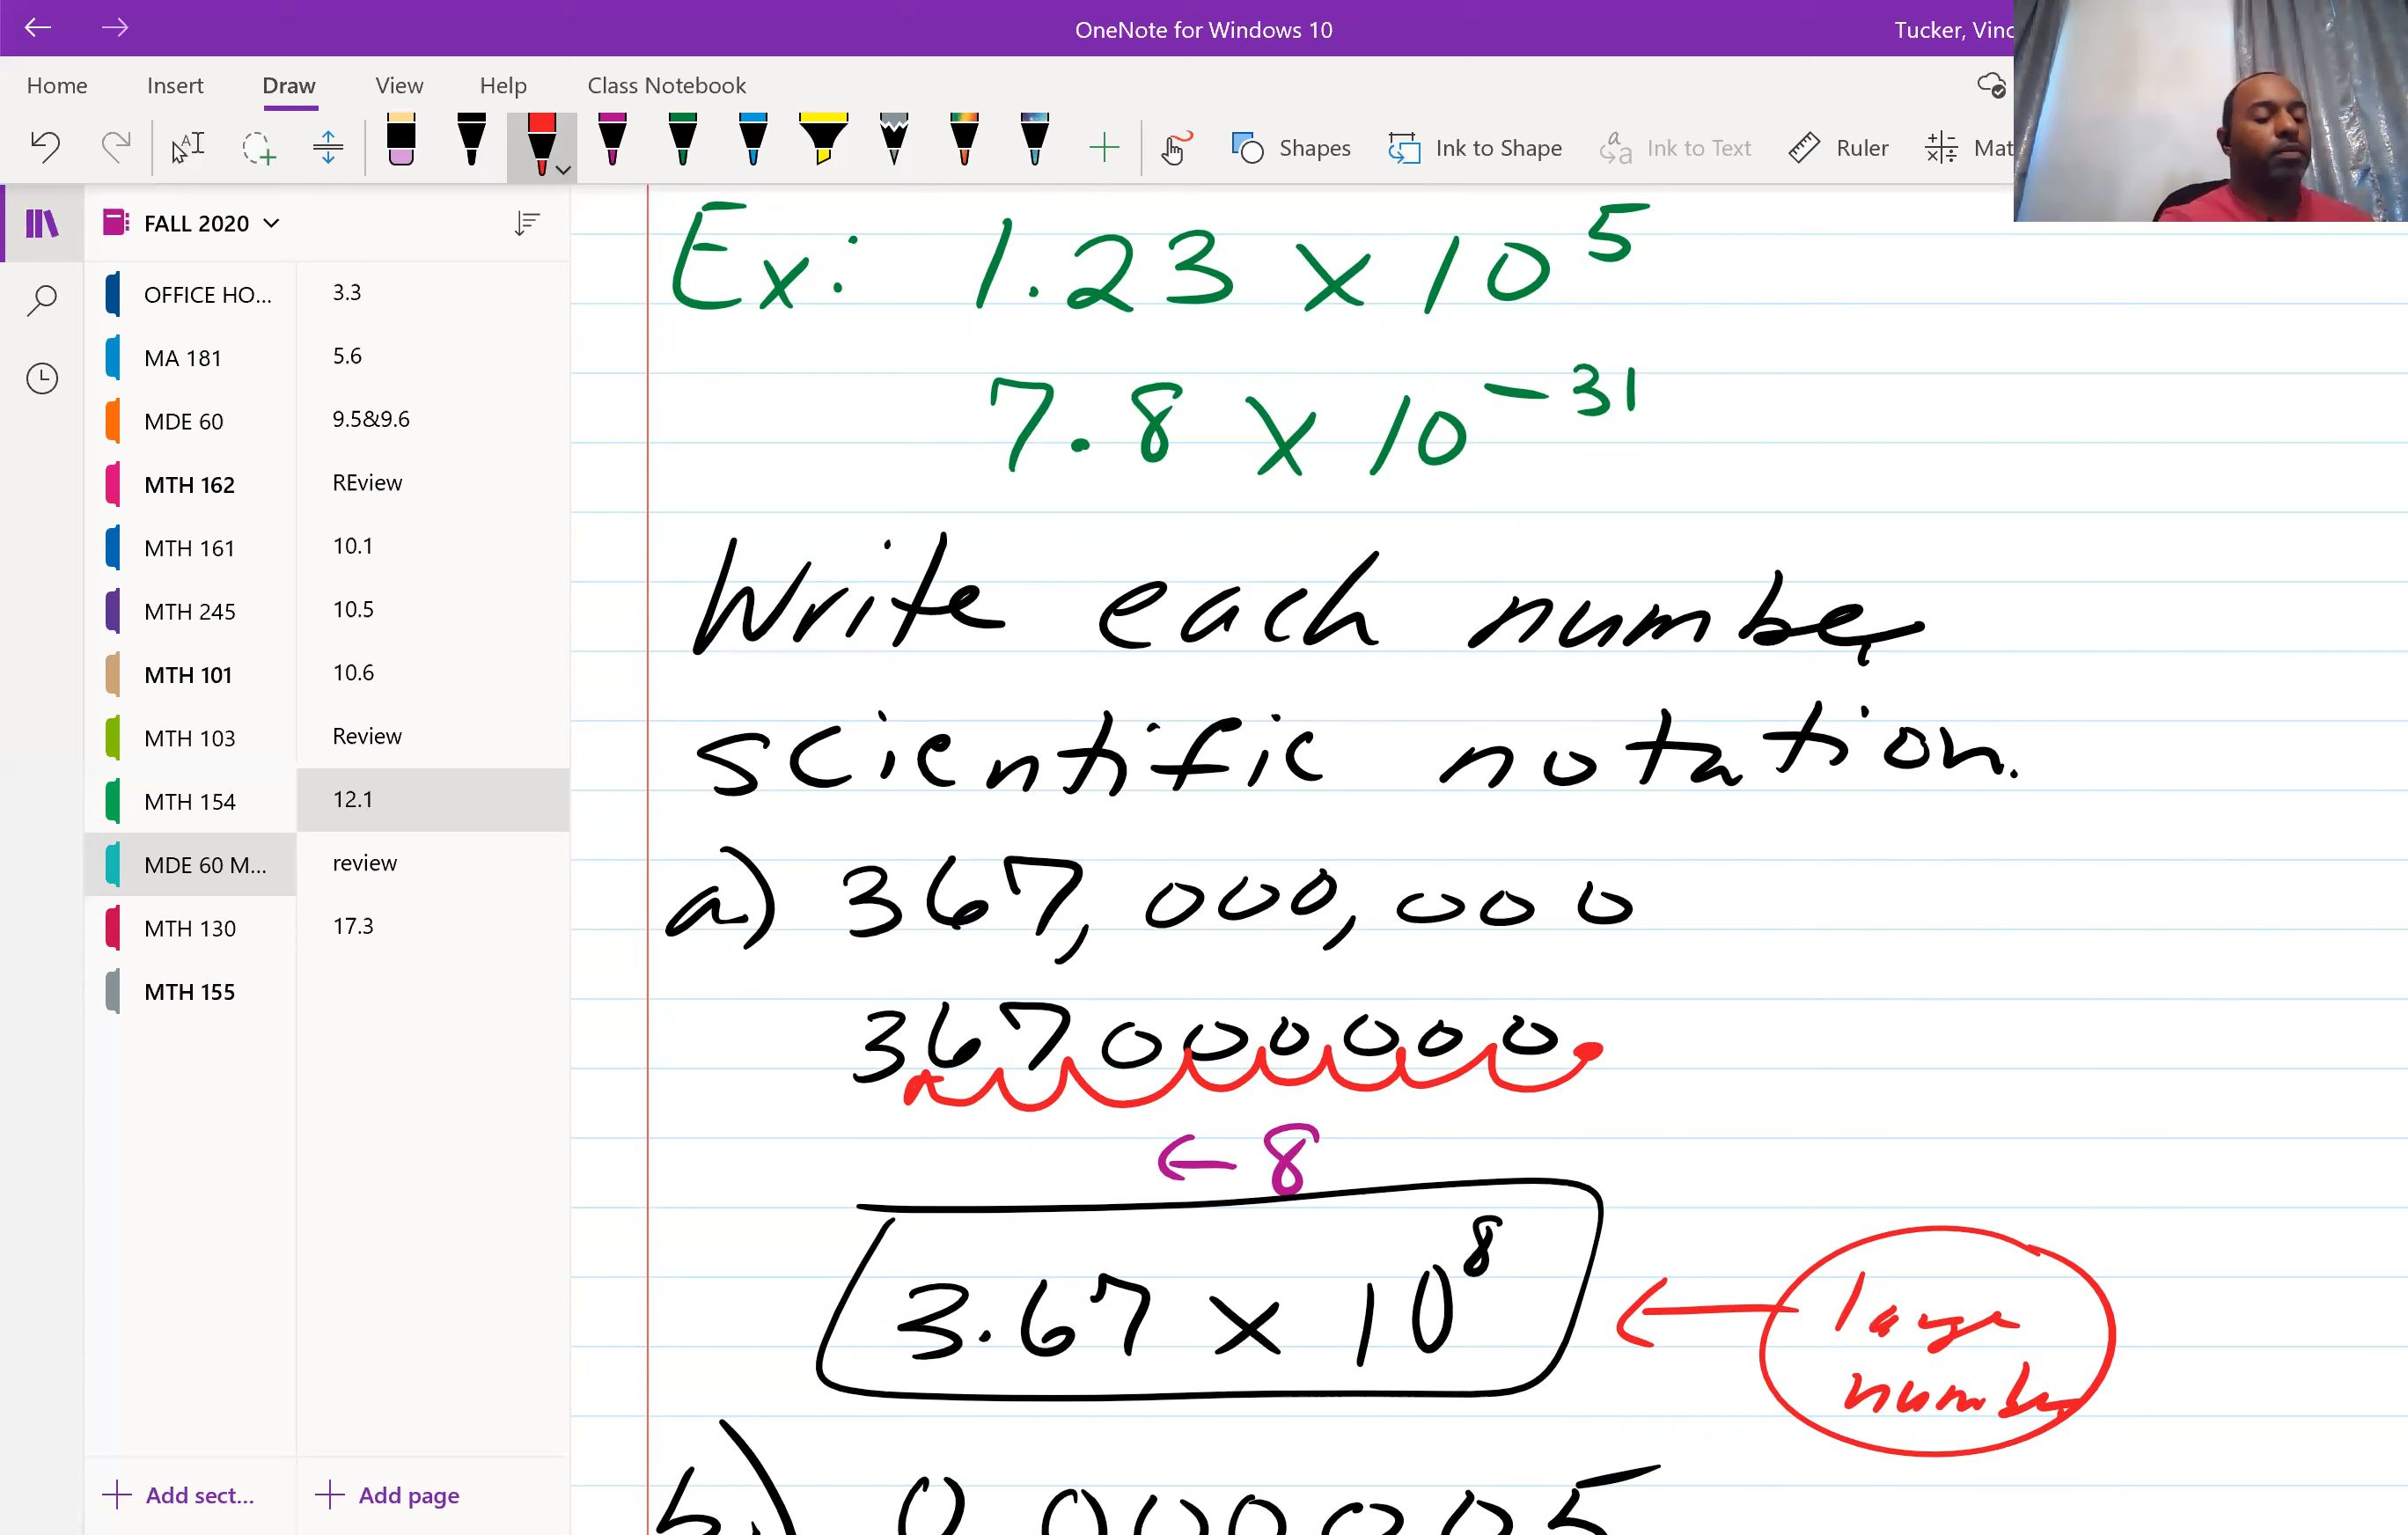 OneNote for Windows 10
Tucker, Vinc
Home Insert Draw View Help Class Notebook
Shapes Ink to Shape Ink to Text Ruler Mat
FALL 2020
OFFICE HO...
MA 181
MDE 60
MTH 162
MTH 161
MTH 245
MTH 101
MTH 103
MTH 154
MDE 60 M...
MTH 130
MTH 155
Add sect...
3.3
5.6
9.5&9.6
REview
10.1
10.5
10.6
Review
12.1
review
17.3
Add page
Ex: 1.23 x 10^5
7.8 x 10^-31
Write each number
scientific notation.
a) 367,000,000
367000000.
← 8
3.67 x 10^8
← large
number
b)